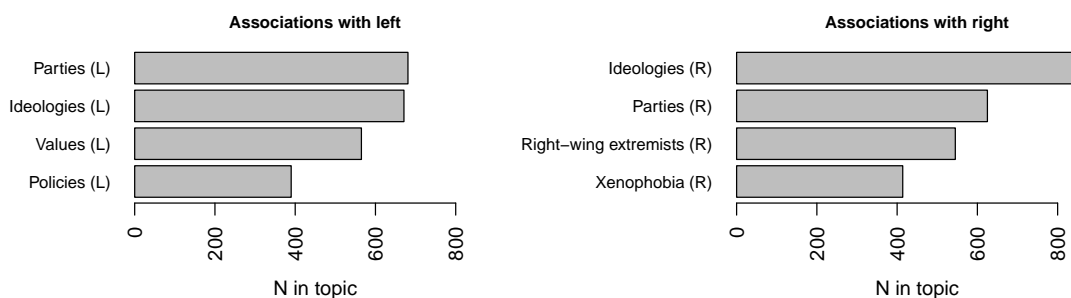 Associations with left
Parties (L)
Ideologies (L)
Values (L)
Policies (L)
0
200
400
600
800
N in topic
Associations with right
Ideologies (R)
Parties (R)
Right−wing extremists (R)
Xenophobia (R)
0
200
400
600
800
N in topic